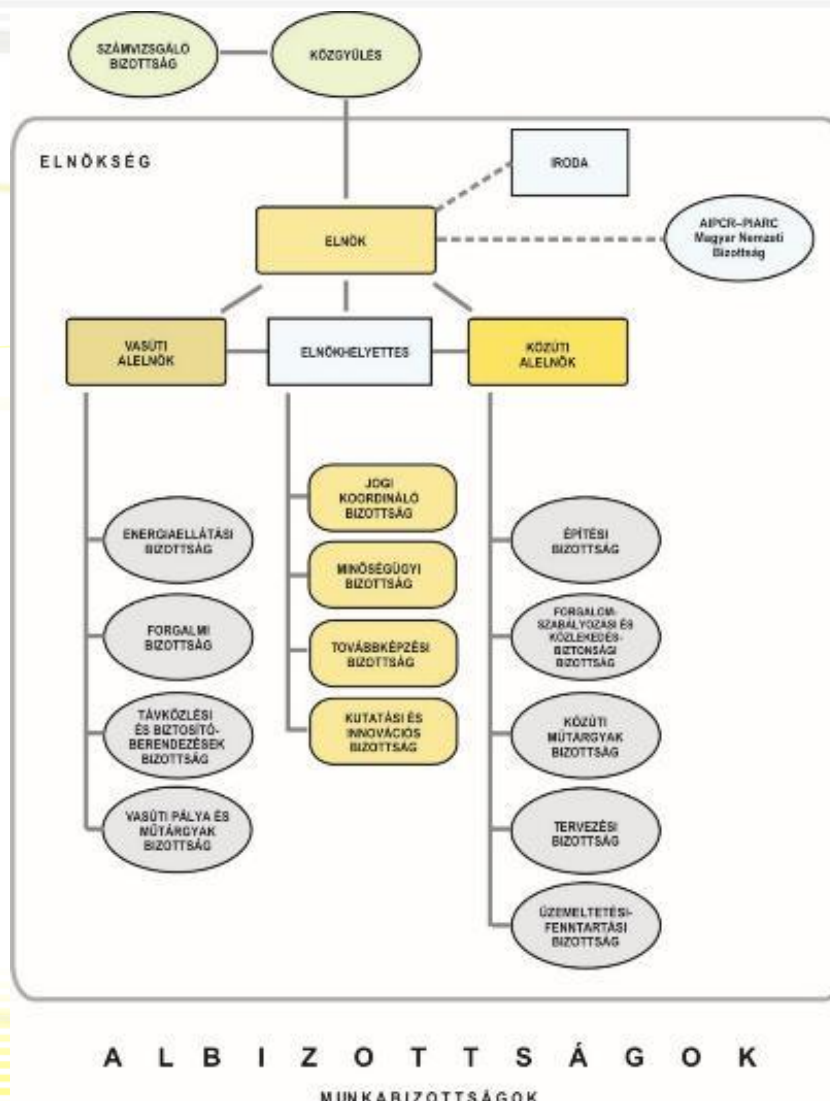 SZÁMVIZSGÁLÓ
BIZOTTSÁG
KÖZGYÜLÉS
ELNÖKSÉG
IRODA
ELNÖK
AIPCR–PIARC
Magyar Nemzeti
Bizottság
VASÚTI
ALELNÖK
ELNÖKHELYETTES
KÖZÚTI
ALELNÖK
ENERGIAELLÁTÁSI
BIZOTTSÁG
FORGALMI
BIZOTTSÁG
TÁVKÖZLÉSI
ÉS BIZTOSÍTÓ-
BERENDEZÉSEK
BIZOTTSÁG
VASÚTI PÁLYA ÉS
MŰTÁRGYAK
BIZOTTSÁG
JOGI
KOORDINÁLÓ
BIZOTTSÁG
MINŐSÉGÜGYI
BIZOTTSÁG
TOVÁBBKÉPZÉSI
BIZOTTSÁG
KUTATÁSI ÉS
INNOVÁCIÓS
BIZOTTSÁG
ÉPÍTÉSI
BIZOTTSÁG
FORGALOM-
SZABÁLYOZÁSI ÉS
KÖZLEKEDÉS-
BIZTONSÁGI
BIZOTTSÁG
KÖZÚTI
MŰTÁRGYAK
BIZOTTSÁG
TERVEZÉSI
BIZOTTSÁG
ÜZEMELTETÉSI-
FENNTARTÁSI
BIZOTTSÁG
ALBIZOTTSÁGOK
MUNKABIZOTTSÁGOK